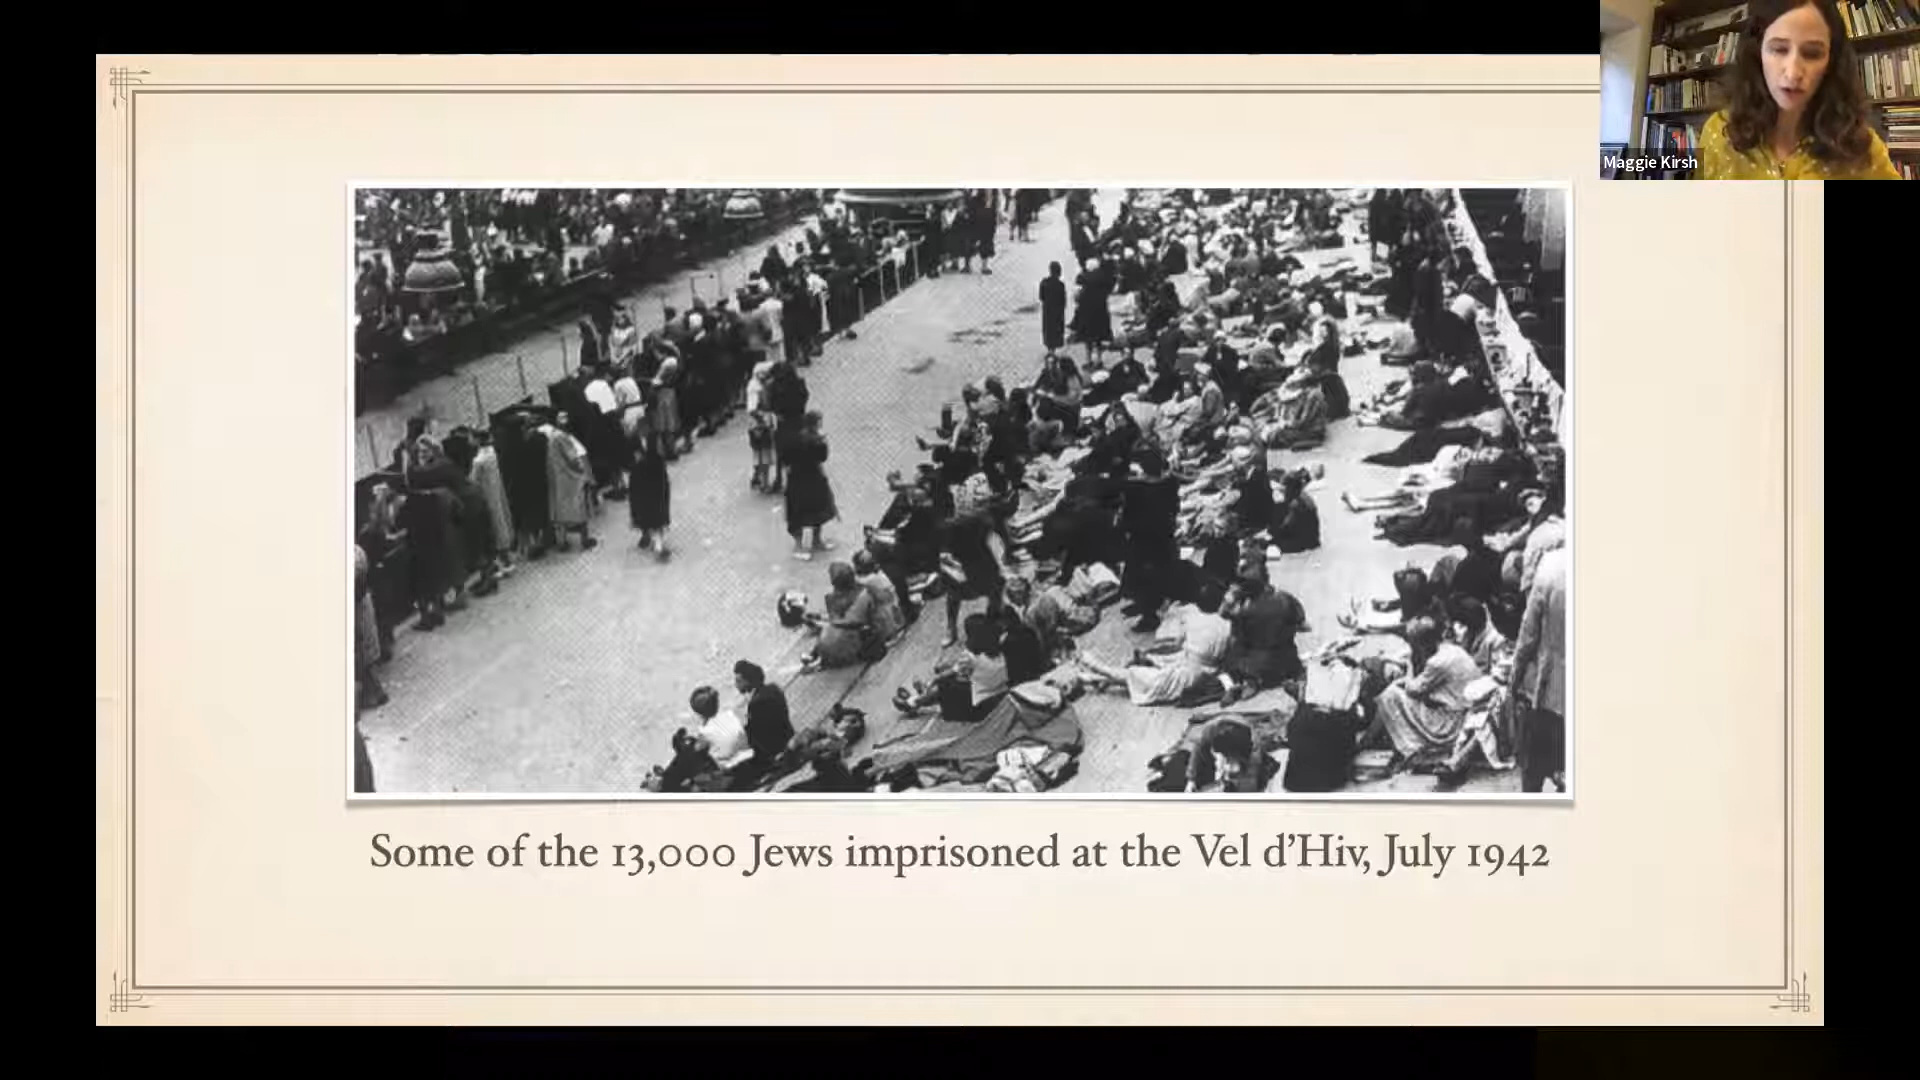 Maggie Kirsh
Some of the 13,000 Jews imprisoned at the Vel d'Hiv, July 1942